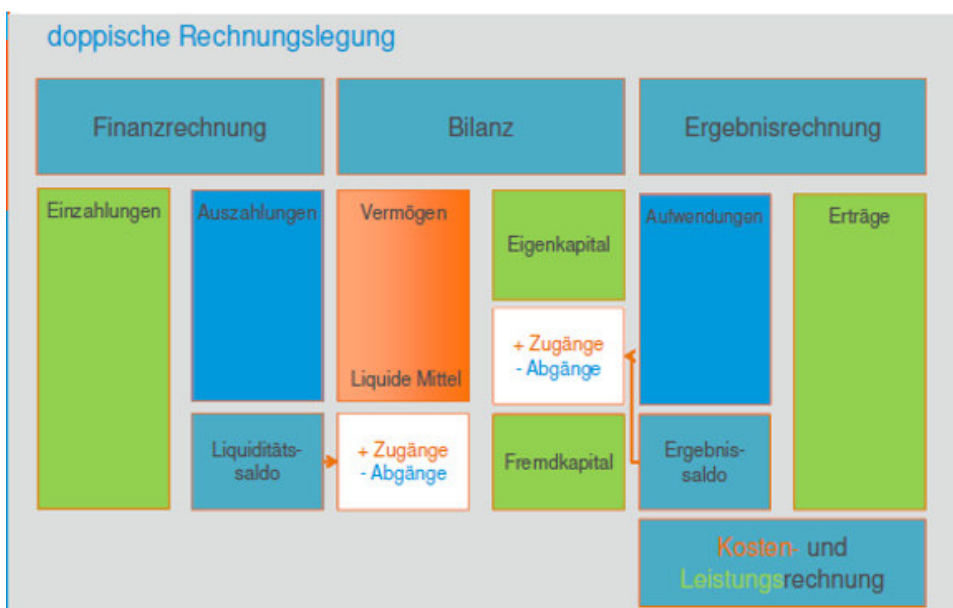 doppische Rechnungslegung
Finanzrechnung
Bilanz
Ergebnisrechnung
Einzahlungen
Auszahlungen
Vermögen
Liquide Mittel
Eigenkapital
Aufwendungen
Erträge
+ Zugänge
- Abgänge
Liquiditäts-
saldo
+ Zugänge
- Abgänge
Fremdkapital
Ergebnis-
saldo
Kosten- und
Leistungsrechnung